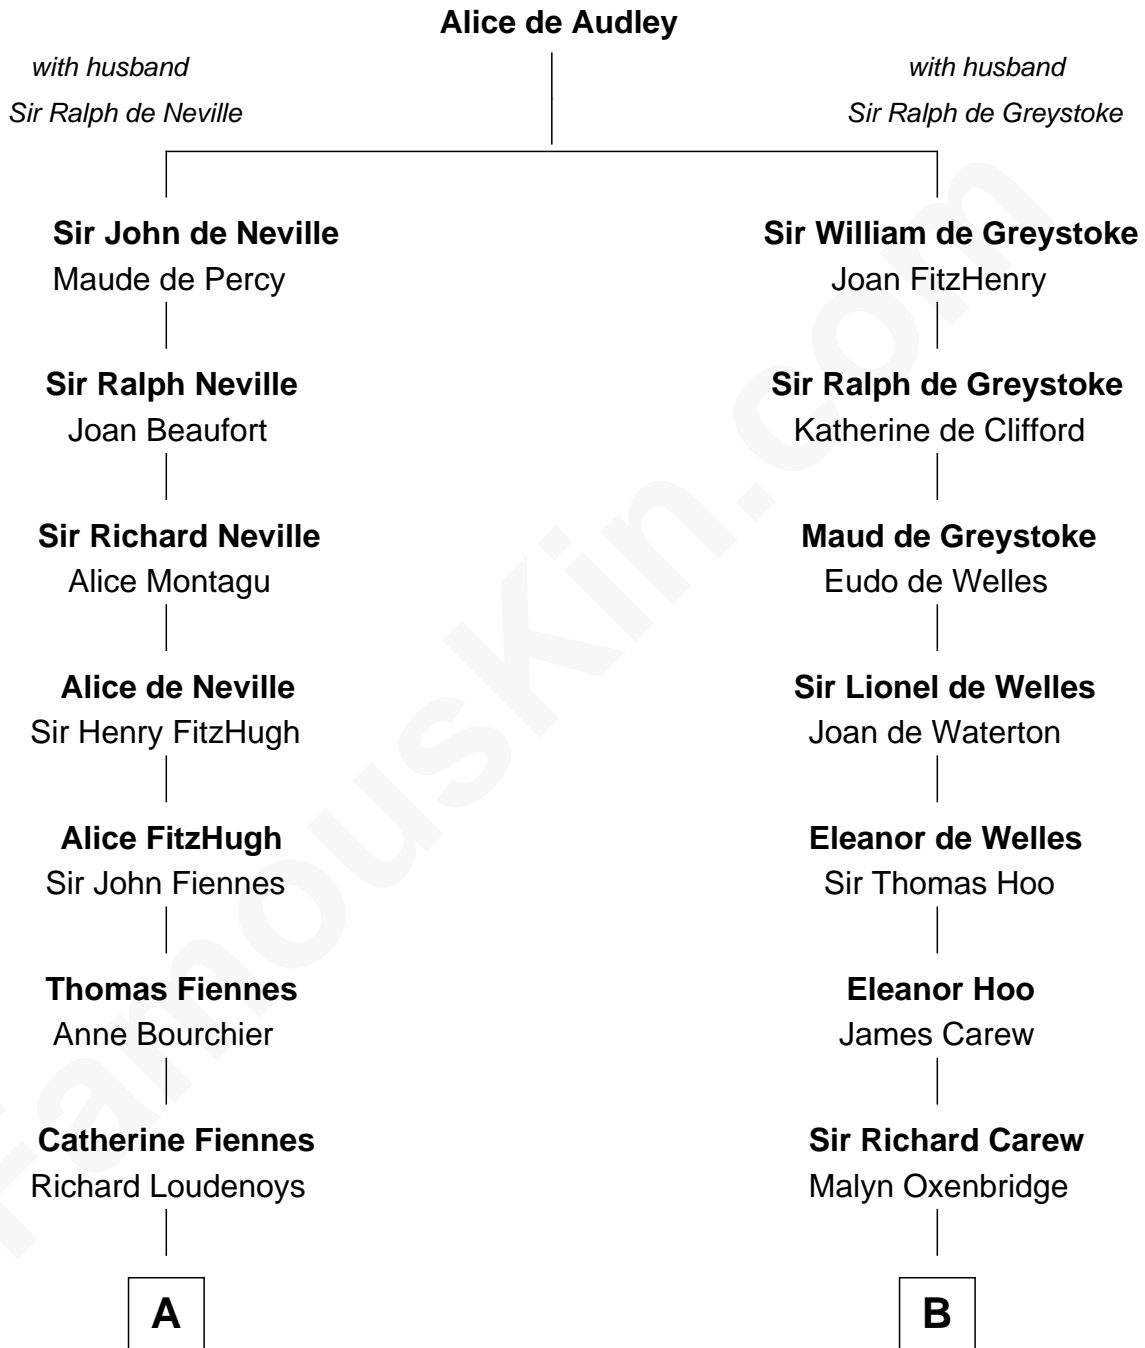 Alice de Audley
with husband
Sir Ralph de Neville
with husband
Sir Ralph de Greystoke
Sir John de Neville
Maude de Percy
Sir William de Greystoke
Joan FitzHenry
Sir Ralph Neville
Joan Beaufort
Sir Ralph de Greystoke
Katherine de Clifford
Sir Richard Neville
Alice Montagu
Maud de Greystoke
Eudo de Welles
Alice de Neville
Sir Henry FitzHugh
Sir Lionel de Welles
Joan de Waterton
Alice FitzHugh
Sir John Fiennes
Eleanor de Welles
Sir Thomas Hoo
Thomas Fiennes
Anne Bourchier
Eleanor Hoo
James Carew
Catherine Fiennes
Richard Loudenoys
Sir Richard Carew
Malyn Oxenbridge
A
B
FamousKin.com